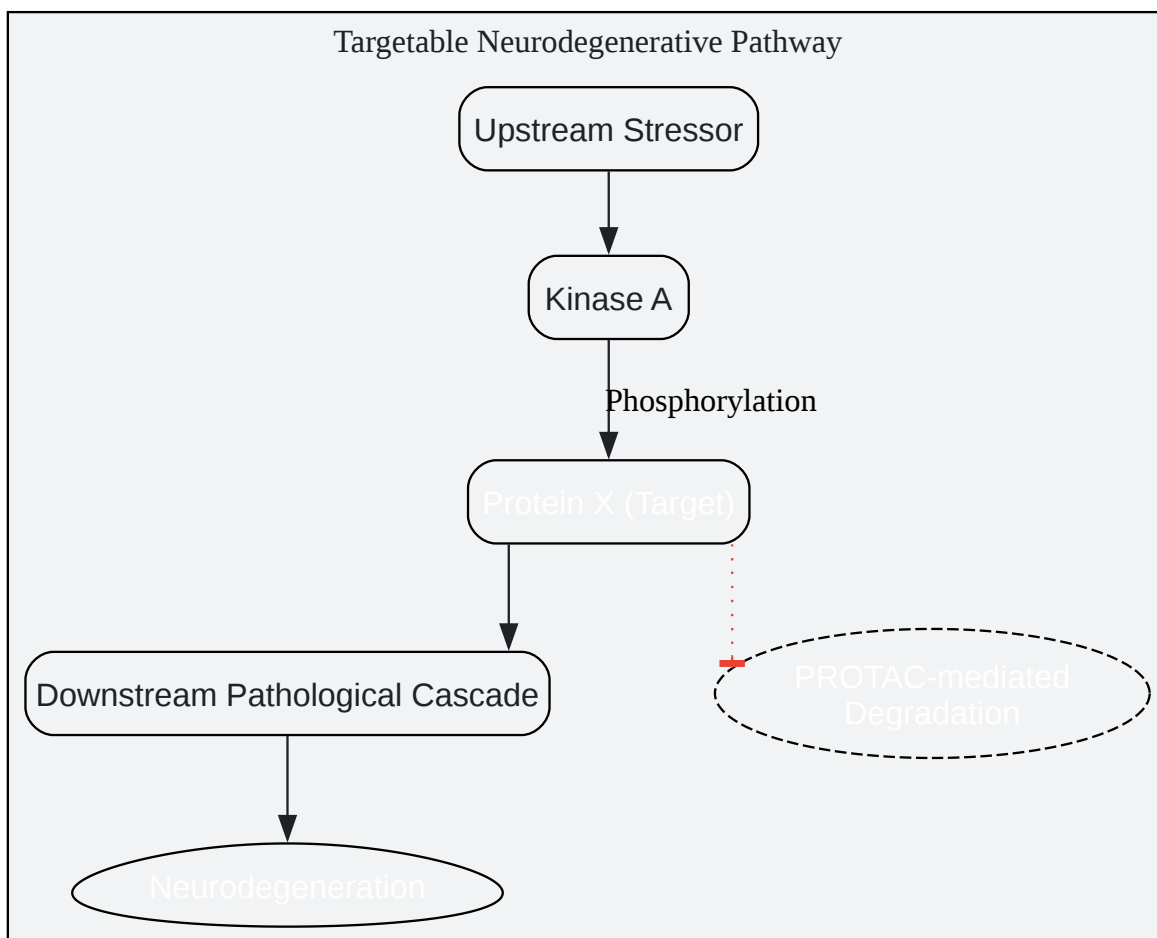 Targetable Neurodegenerative Pathway
Upstream Stressor
Kinase A
Phosphorylation
Protein X (Target)
Downstream Pathological Cascade
PROTAC-mediated
Degradation
Neurodegeneration